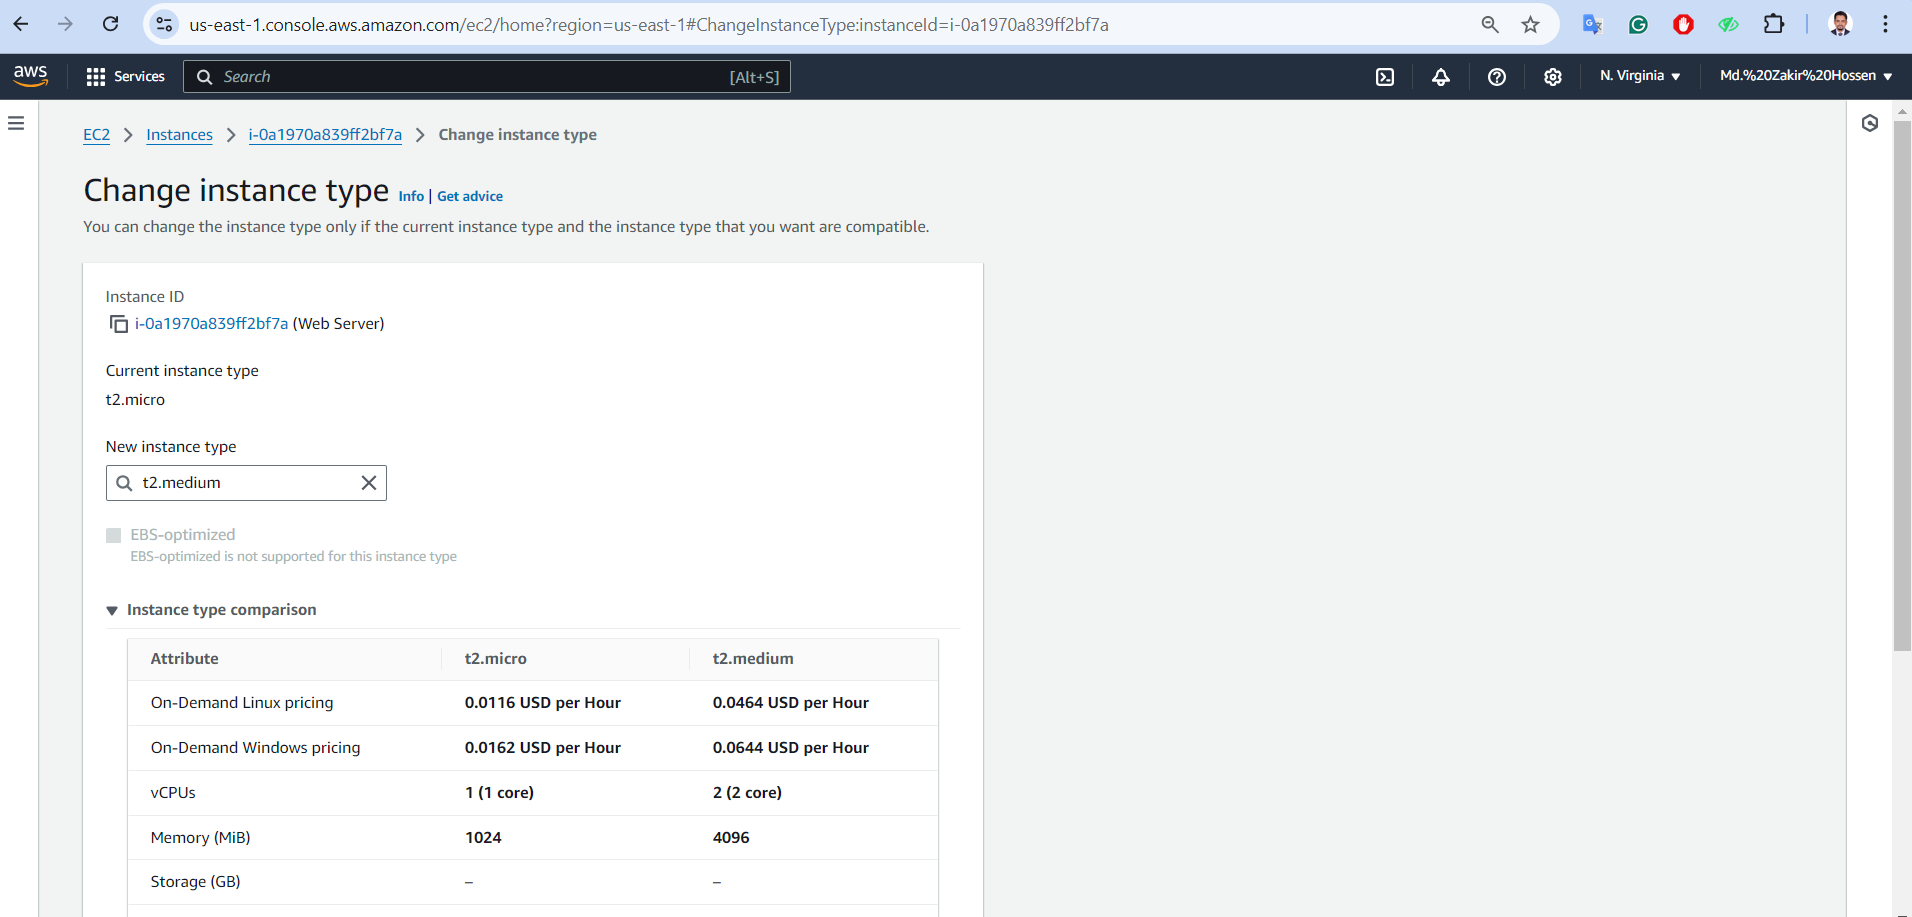 us-east-1.console.aws.amazon.com/ec2/home?region=us-east-1#ChangeInstanceType:instanceId=i-0a1970a839ff2bf7a
aws
Services
Search
[Alt+S]
N. Virginia
Md.%20Zakir%20Hossen
EC2
Instances
i-0a1970a839ff2bf7a
Change instance type
Change instance type Info | Get advice
You can change the instance type only if the current instance type and the instance type that you want are compatible.
Instance ID
i-0a1970a839ff2bf7a (Web Server)
Current instance type
t2.micro
New instance type
t2.medium
EBS-optimized
EBS-optimized is not supported for this instance type
Instance type comparison
Attribute t2.micro t2.medium
On-Demand Linux pricing 0.0116 USD per Hour 0.0464 USD per Hour
On-Demand Windows pricing 0.0162 USD per Hour 0.0644 USD per Hour
vCPUs 1 (1 core) 2 (2 core)
Memory (MiB) 1024 4096
Storage (GB) – –